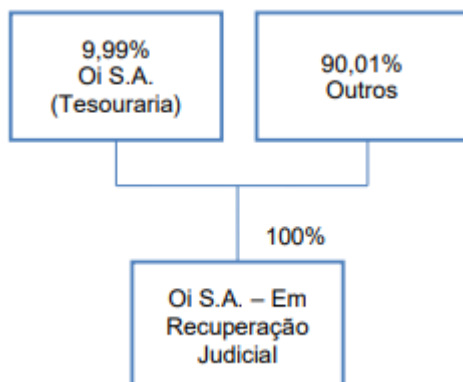 9,99%
Oi S.A.
(Tesouraria)
90,01%
Outros
100%
Oi S.A. – Em
Recuperação
Judicial